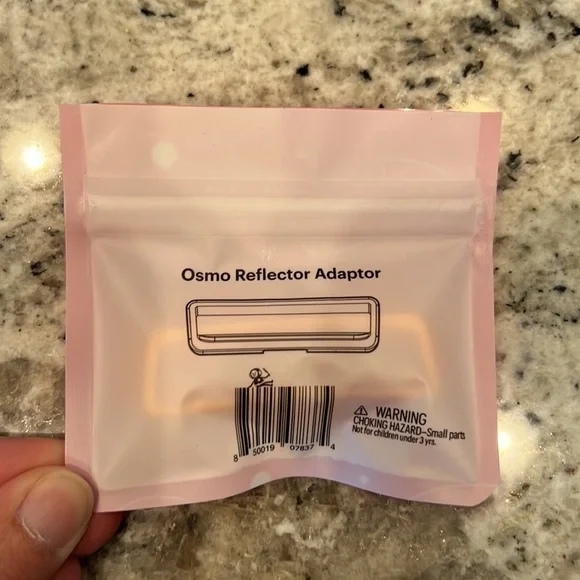 Osmo Reflector Adaptor
WARNING
CHOKING HAZARD–Small parts
Not for children under 3 yrs.
8 50019 07837 4